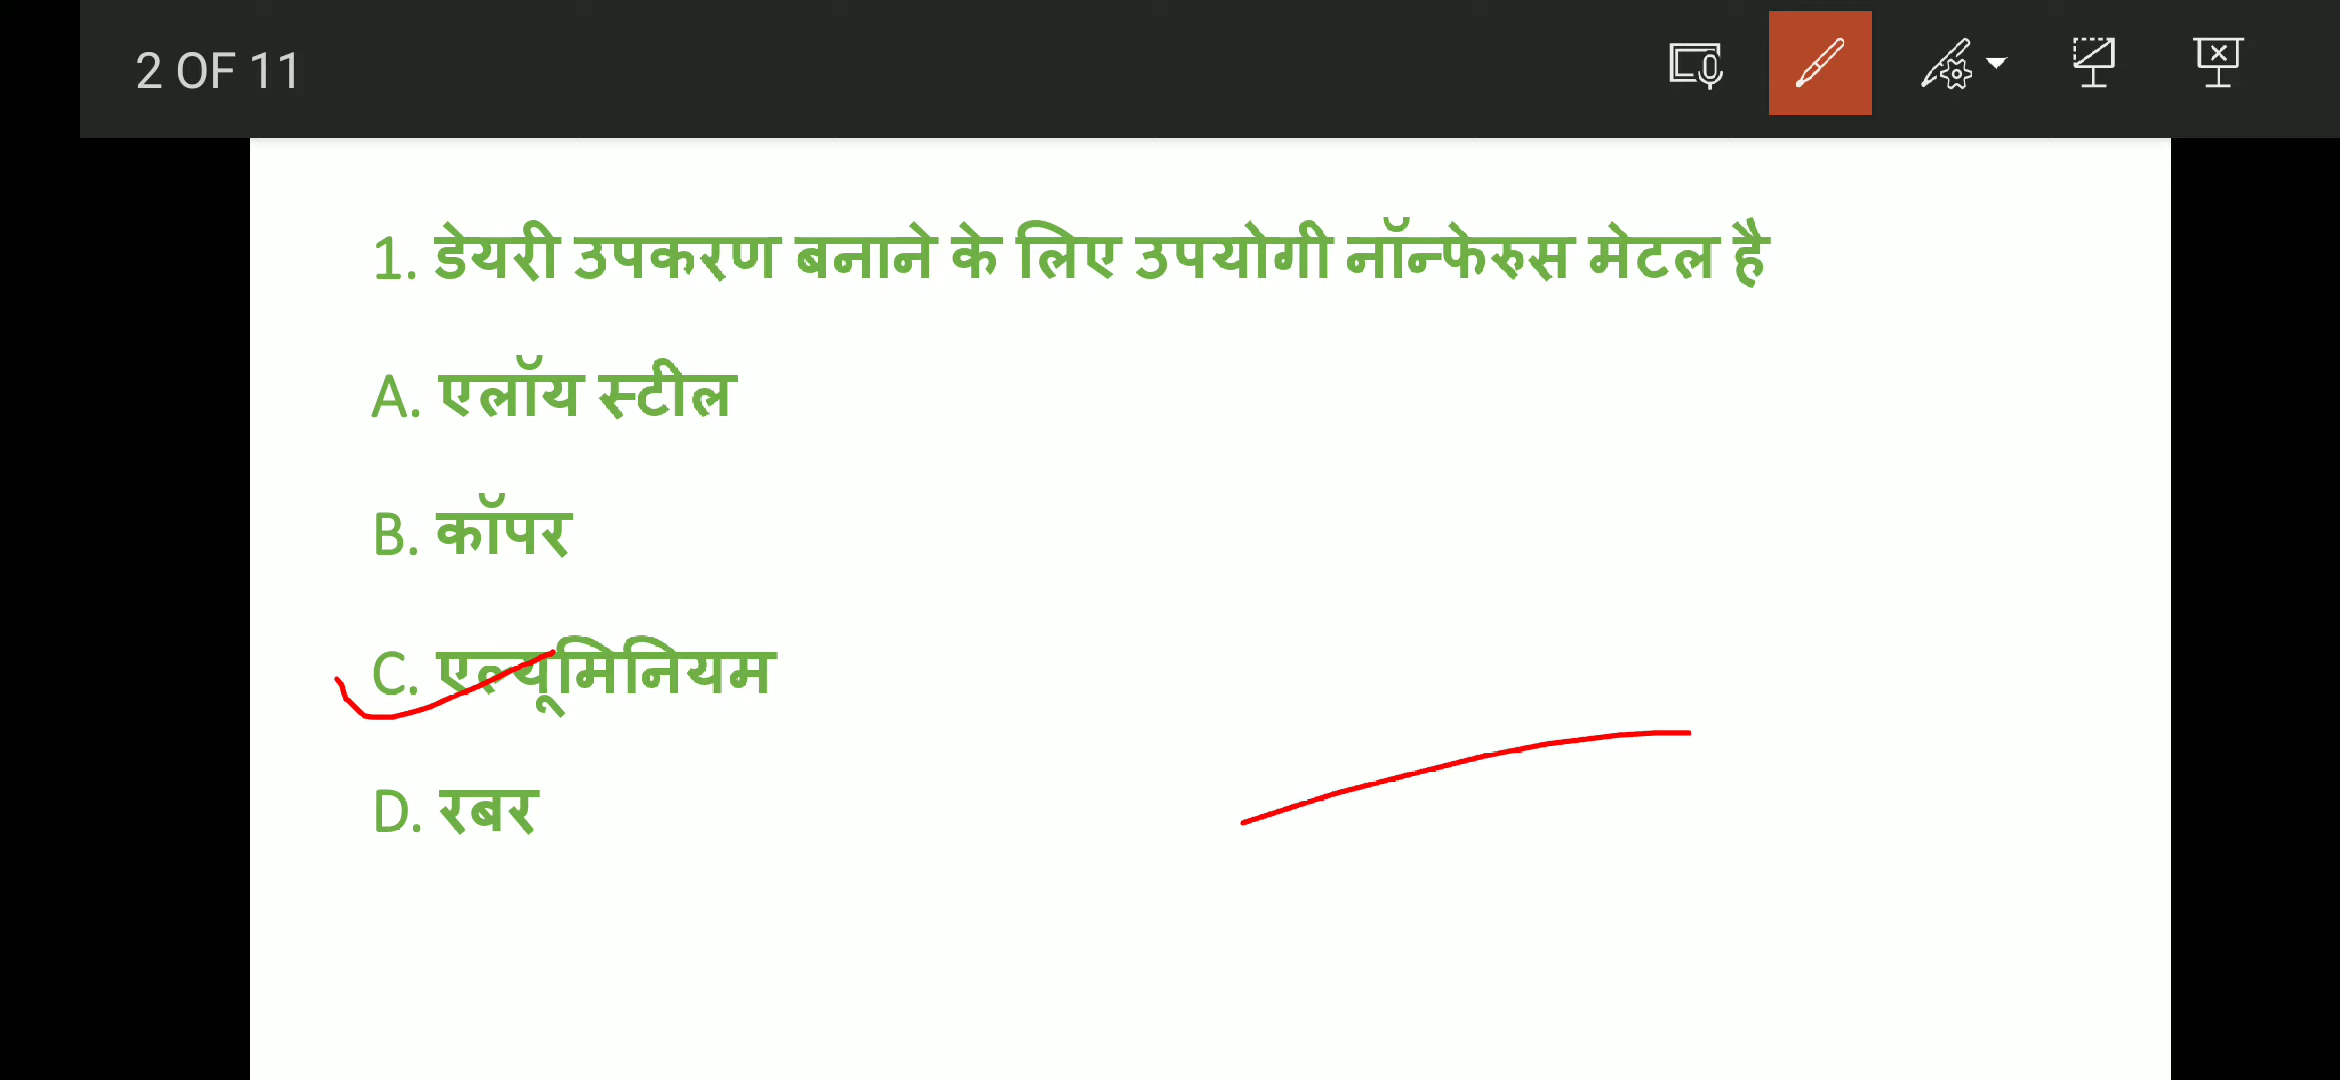 2 OF 11
1. डेयरी उपकरण बनाने के लिए उपयोगी नॉन्फेरुस मेटल है
A. एलॉय स्टील
B. कॉपर
C. एल्यूमिनियम
D. रबर